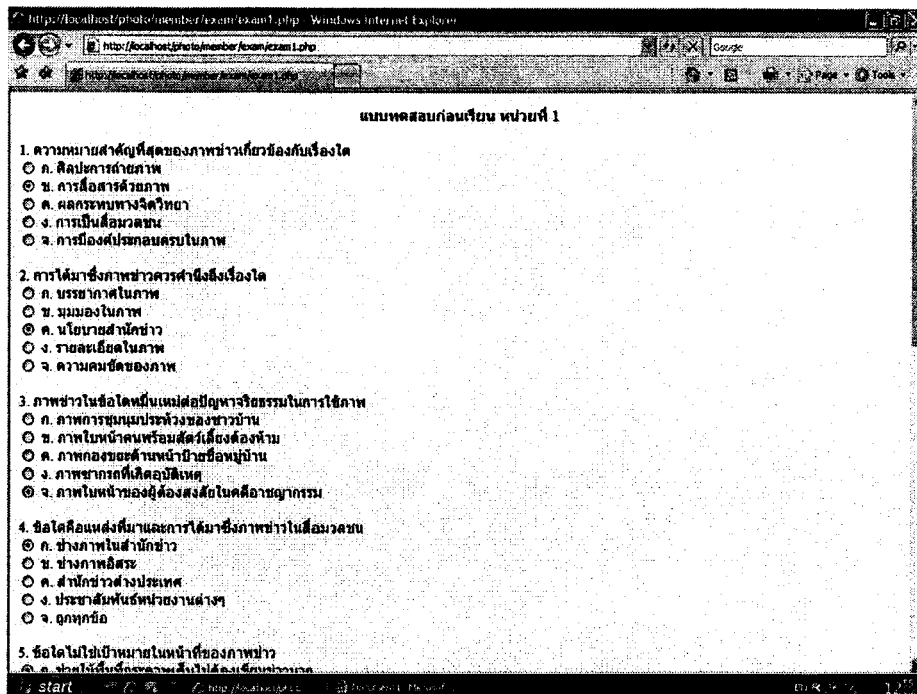 http://localhost/photo/member/exam/exam1.php - Windows Internet Explorer
http://localhost/photo/member/exam/exam1.php
Google
http://localhost/photo/member/exam/exam1.php
Page Tools
แบบทดสอบก่อนเรียน หน่วยที่ 1
1. ความหมายสำคัญที่สุดของภาพข่าวเกี่ยวข้องกับเรื่องใด
ก. ศิลปะการถ่ายภาพ
ข. การสื่อสารด้วยภาพ
ค. ผลกระทบทางจิตวิทยา
ง. การเป็นสื่อมวลชน
จ. การมีองค์ประกอบครบในภาพ
2. การได้มาซึ่งภาพข่าวควรคำนึงถึงเรื่องใด
ก. บรรยากาศในภาพ
ข. มุมมองในภาพ
ค. นโยบายสำนักข่าว
ง. รายละเอียดในภาพ
จ. ความคมชัดของภาพ
3. ภาพข่าวในข้อใดหมิ่นเหม่ต่อปัญหาจริยธรรมในการใช้ภาพ
ก. ภาพการชุมนุมประท้วงของชาวบ้าน
ข. ภาพใบหน้าคนพร้อมสัตว์เลี้ยงต้องห้าม
ค. ภาพกองขยะด้านหน้าป้ายชื่อหมู่บ้าน
ง. ภาพซากรถที่เกิดอุบัติเหตุ
จ. ภาพใบหน้าของผู้ต้องสงสัยในคดีอาชญากรรม
4. ข้อใดคือแหล่งที่มาและการได้มาซึ่งภาพข่าวในสื่อมวลชน
ก. ช่างภาพในสำนักข่าว
ข. ช่างภาพอิสระ
ค. สำนักข่าวต่างประเทศ
ง. ประชาสัมพันธ์หน่วยงานต่างๆ
จ. ถูกทุกข้อ
5. ข้อใดไม่ใช่เป้าหมายในหน้าที่ของภาพข่าว
start